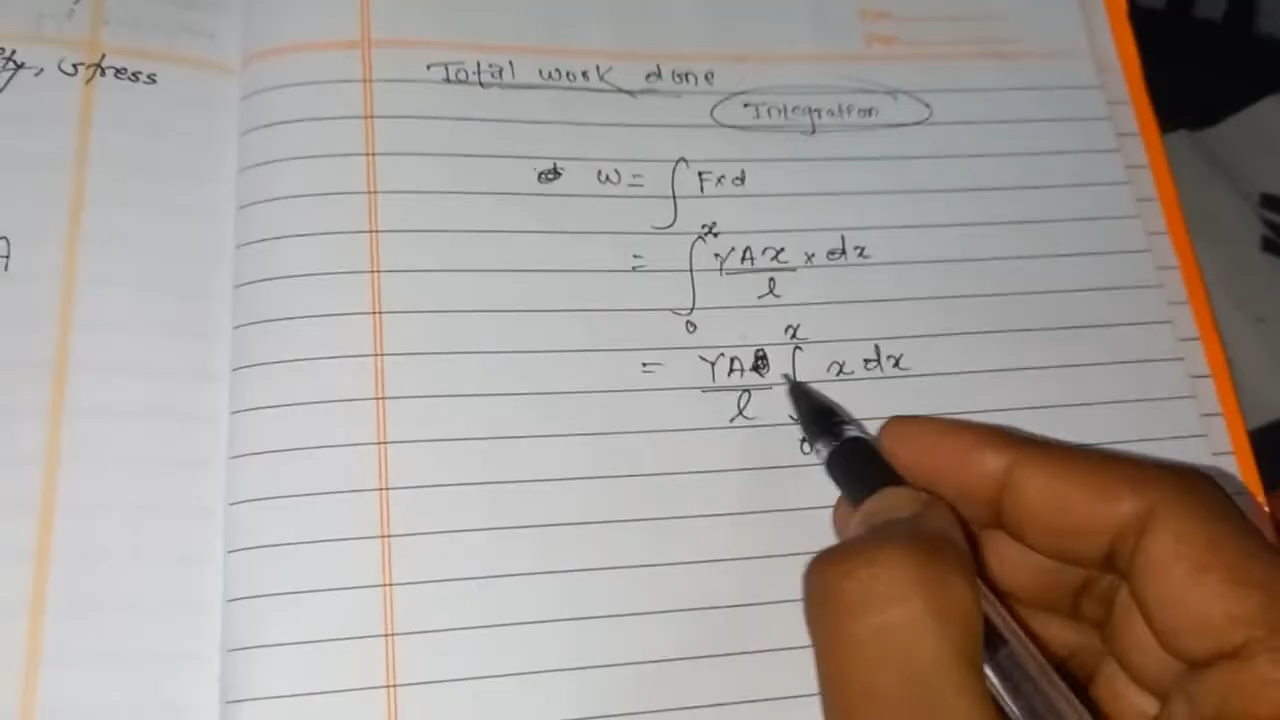 ty, stress
Total work done
Integration
W = ∫ F x d
= ∫₀ˣ YAx/l x dx
= YA/l ∫₀ˣ x dx
A